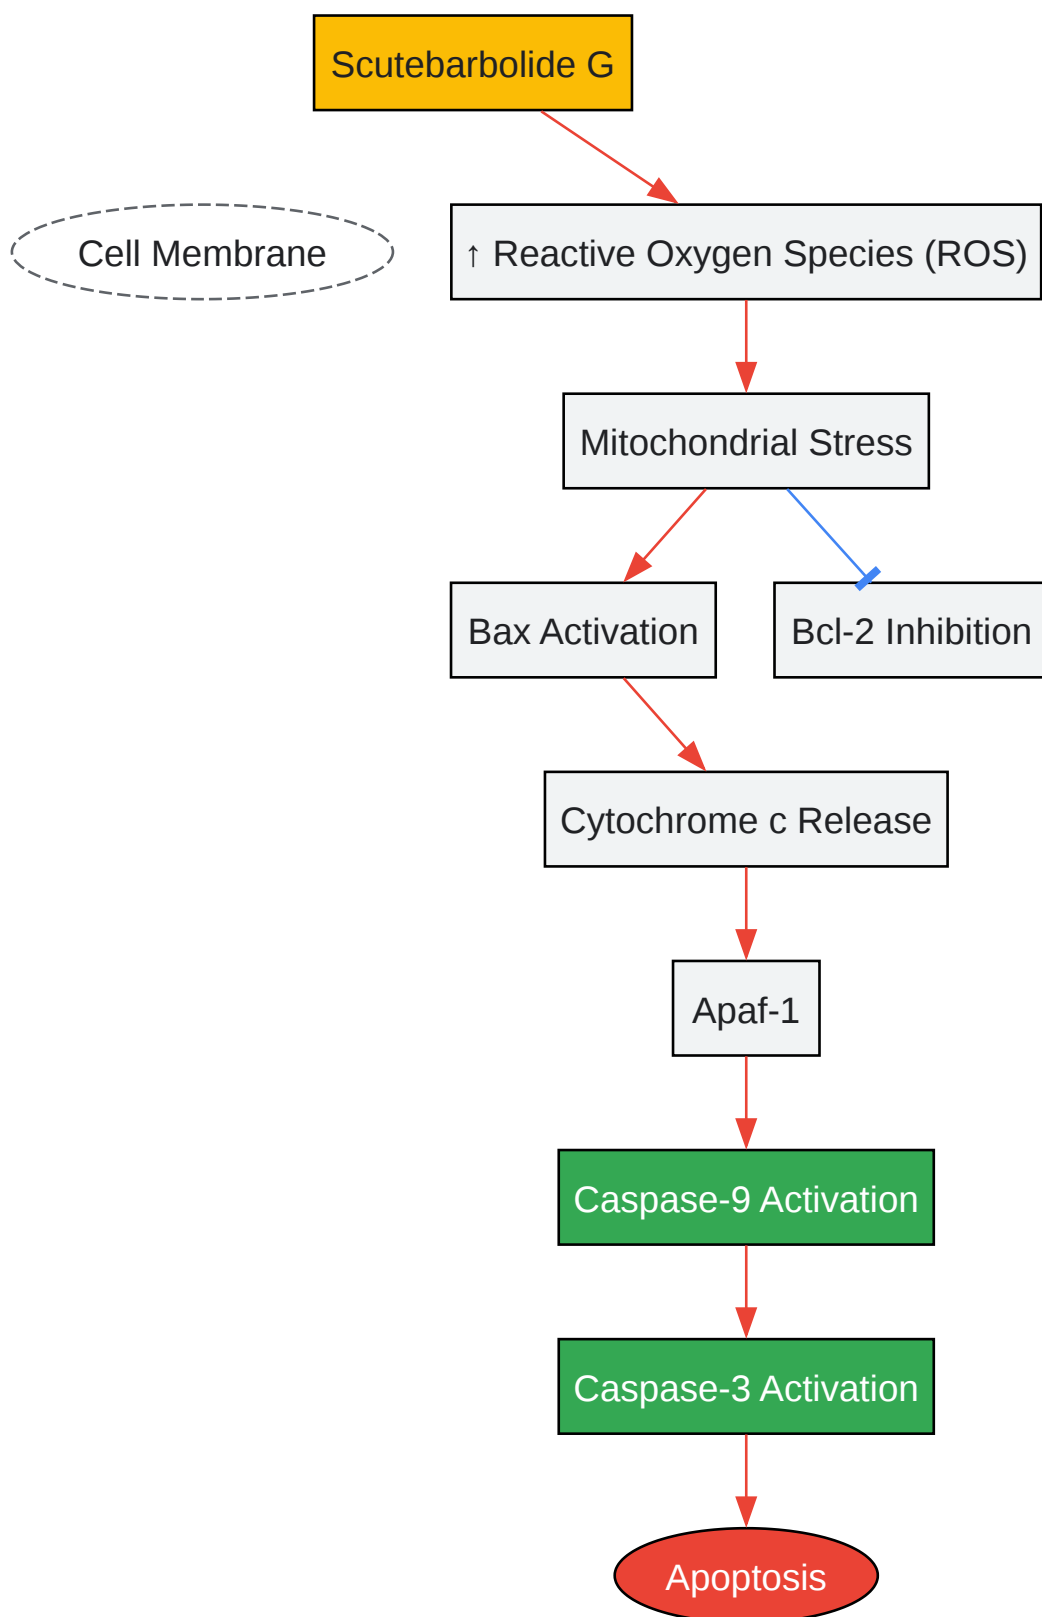 Scutebarbolide G
Cell Membrane
↑ Reactive Oxygen Species (ROS)
Mitochondrial Stress
Bax Activation
Bcl-2 Inhibition
Cytochrome c Release
Apaf-1
Caspase-9 Activation
Caspase-3 Activation
Apoptosis